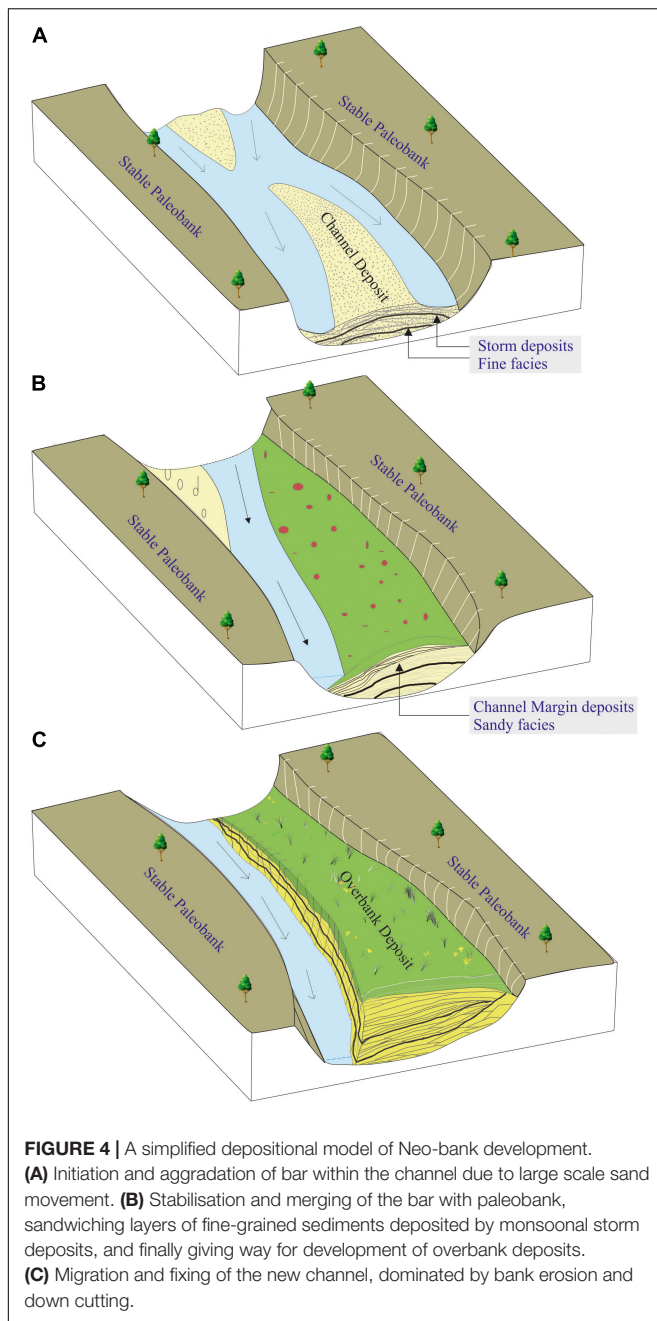 A
Stable Paleobank
Stable Paleobank
Channel Deposit
Storm deposits
Fine facies
B
Stable Paleobank
Stable Paleobank
Channel Margin deposits
Sandy facies
C
Stable Paleobank
Stable Paleobank
Overbank Deposit
FIGURE 4 | A simplified depositional model of Neo-bank development.
(A) Initiation and aggradation of bar within the channel due to large scale sand
movement. (B) Stabilisation and merging of the bar with paleobank,
sandwiching layers of fine-grained sediments deposited by monsoonal storm
deposits, and finally giving way for development of overbank deposits.
(C) Migration and fixing of the new channel, dominated by bank erosion and
down cutting.